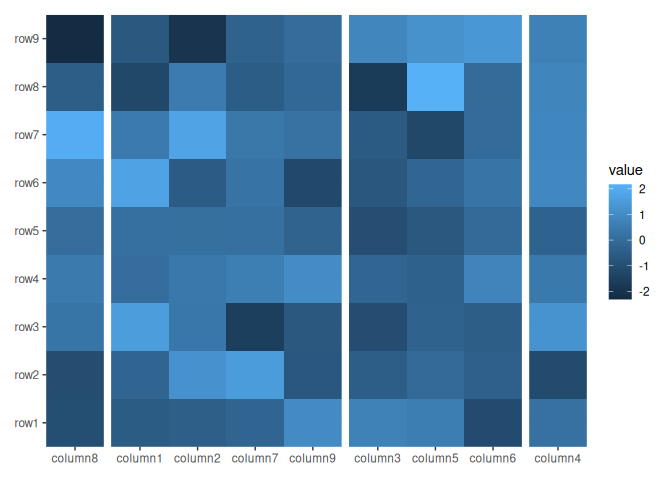 row9
row8
row7
row6
row5
row4
row3
row2
row1
column8 column1 column2 column7 column9 column3 column5 column6 column4
value
2
1
0
-1
-2